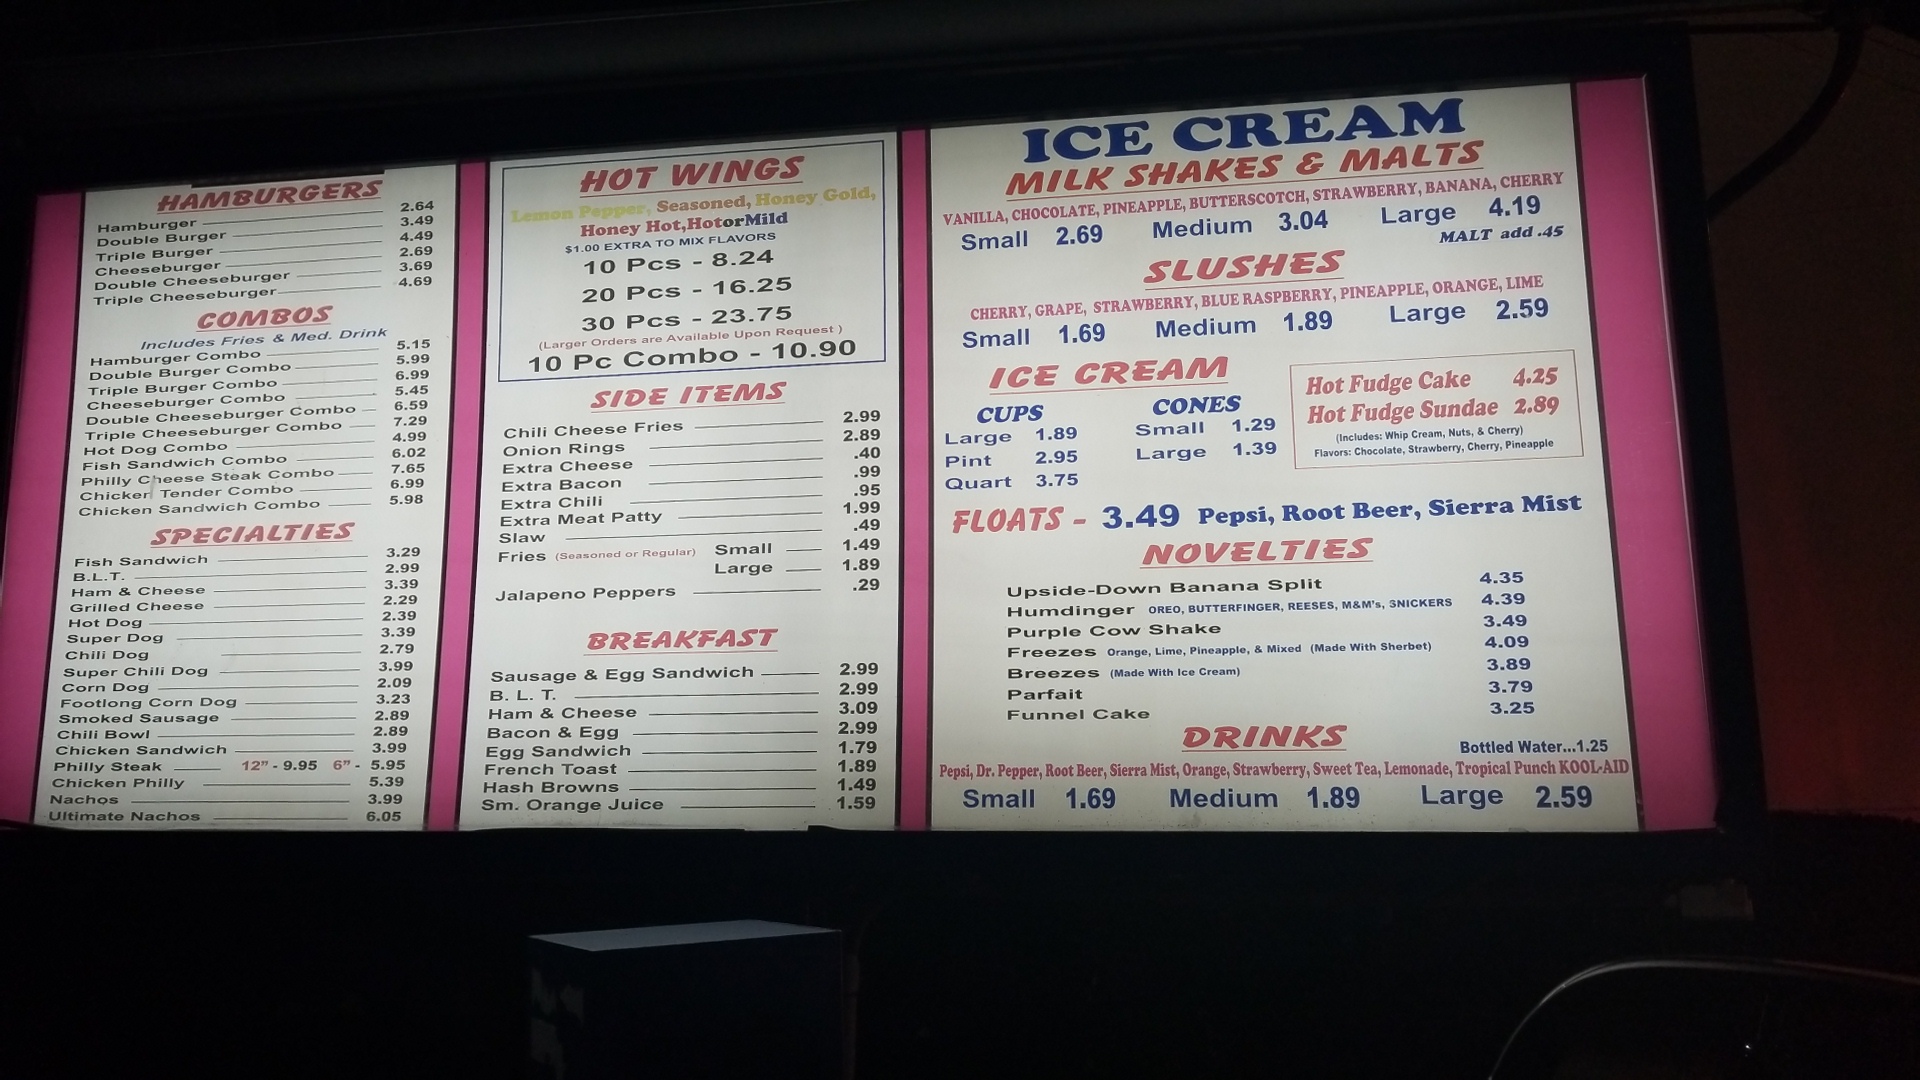 HAMBURGERS
Hamburger 2.64
Double Burger 3.49
Triple Burger 4.49
Cheeseburger 2.69
Double Cheeseburger 3.69
Triple Cheeseburger 4.69
COMBOS
Includes Fries & Med. Drink
Hamburger Combo 5.15
Double Burger Combo 5.99
Triple Burger Combo 6.99
Cheeseburger Combo 5.45
Double Cheeseburger Combo 6.59
Triple Cheeseburger Combo 7.29
Hot Dog Combo 4.99
Fish Sandwich Combo 6.02
Philly Cheese Steak Combo 7.65
Chicken Tender Combo 6.99
Chicken Sandwich Combo 5.98
SPECIALTIES
Fish Sandwich 3.29
B.L.T. 2.99
Ham & Cheese 3.39
Grilled Cheese 2.29
Hot Dog 2.39
Super Dog 3.39
Chili Dog 2.79
Super Chili Dog 3.99
Corn Dog 2.09
Footlong Corn Dog 3.23
Smoked Sausage 2.89
Chili Bowl 2.89
Chicken Sandwich 3.99
Philly Steak 12" - 9.95 6" - 5.95
Chicken Philly 5.39
Nachos 3.99
Ultimate Nachos 6.05
HOT WINGS
Lemon Pepper, Seasoned, Honey Gold,
Honey Hot,HotorMild
$1.00 EXTRA TO MIX FLAVORS
10 Pcs - 8.24
20 Pcs - 16.25
30 Pcs - 23.75
(Larger Orders are Available Upon Request )
10 Pc Combo - 10.90
SIDE ITEMS
Chili Cheese Fries 2.99
Onion Rings 2.89
Extra Cheese .40
Extra Bacon .99
Extra Chili .95
Extra Meat Patty 1.99
Slaw .49
Fries (Seasoned or Regular) Small 1.49
Large 1.89
Jalapeno Peppers .29
BREAKFAST
Sausage & Egg Sandwich 2.99
B. L. T. 2.99
Ham & Cheese 3.09
Bacon & Egg 2.99
Egg Sandwich 1.79
French Toast 1.89
Hash Browns 1.49
Sm. Orange Juice 1.59
ICE CREAM
MILK SHAKES & MALTS
VANILLA, CHOCOLATE, PINEAPPLE, BUTTERSCOTCH, STRAWBERRY, BANANA, CHERRY
Small 2.69 Medium 3.04 Large 4.19
MALT add .45
SLUSHES
CHERRY, GRAPE, STRAWBERRY, BLUE RASPBERRY, PINEAPPLE, ORANGE, LIME
Small 1.69 Medium 1.89 Large 2.59
ICE CREAM
CUPS
Large 1.89
Pint 2.95
Quart 3.75
CONES
Small 1.29
Large 1.39
Hot Fudge Cake 4.25
Hot Fudge Sundae 2.89
(Includes: Whip Cream, Nuts, & Cherry)
Flavors: Chocolate, Strawberry, Cherry, Pineapple
FLOATS - 3.49 Pepsi, Root Beer, Sierra Mist
NOVELTIES
Upside-Down Banana Split 4.35
Humdinger OREO, BUTTERFINGER, REESES, M&M's, SNICKERS 4.39
Purple Cow Shake 3.49
Freezes Orange, Lime, Pineapple, & Mixed (Made With Sherbet) 4.09
Breezes (Made With Ice Cream) 3.89
Parfait 3.79
Funnel Cake 3.25
DRINKS
Bottled Water...1.25
Pepsi, Dr. Pepper, Root Beer, Sierra Mist, Orange, Strawberry, Sweet Tea, Lemonade, Tropical Punch KOOL-AID
Small 1.69 Medium 1.89 Large 2.59